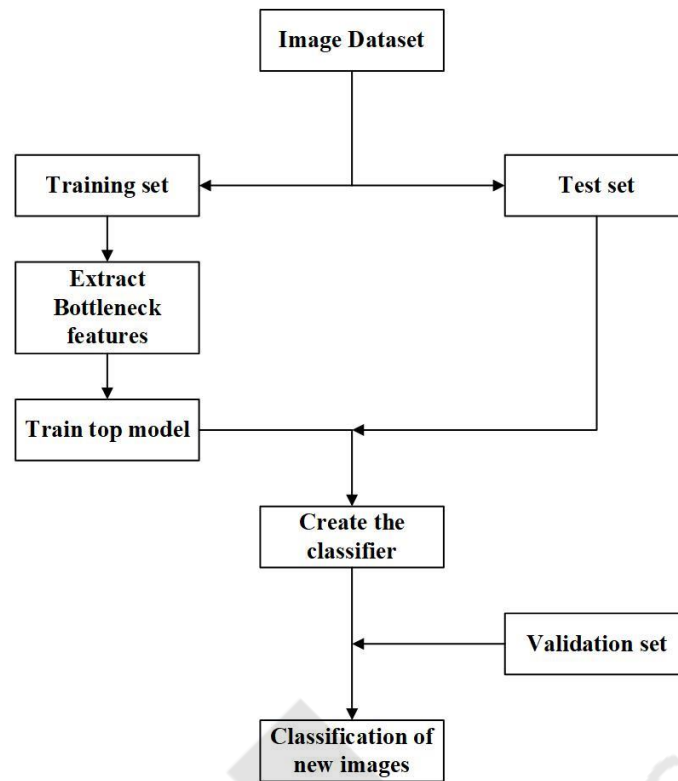 Image Dataset
Training set
Test set
Extract
Bottleneck
features
Train top model
Create the
classifier
Validation set
Classification of
new images